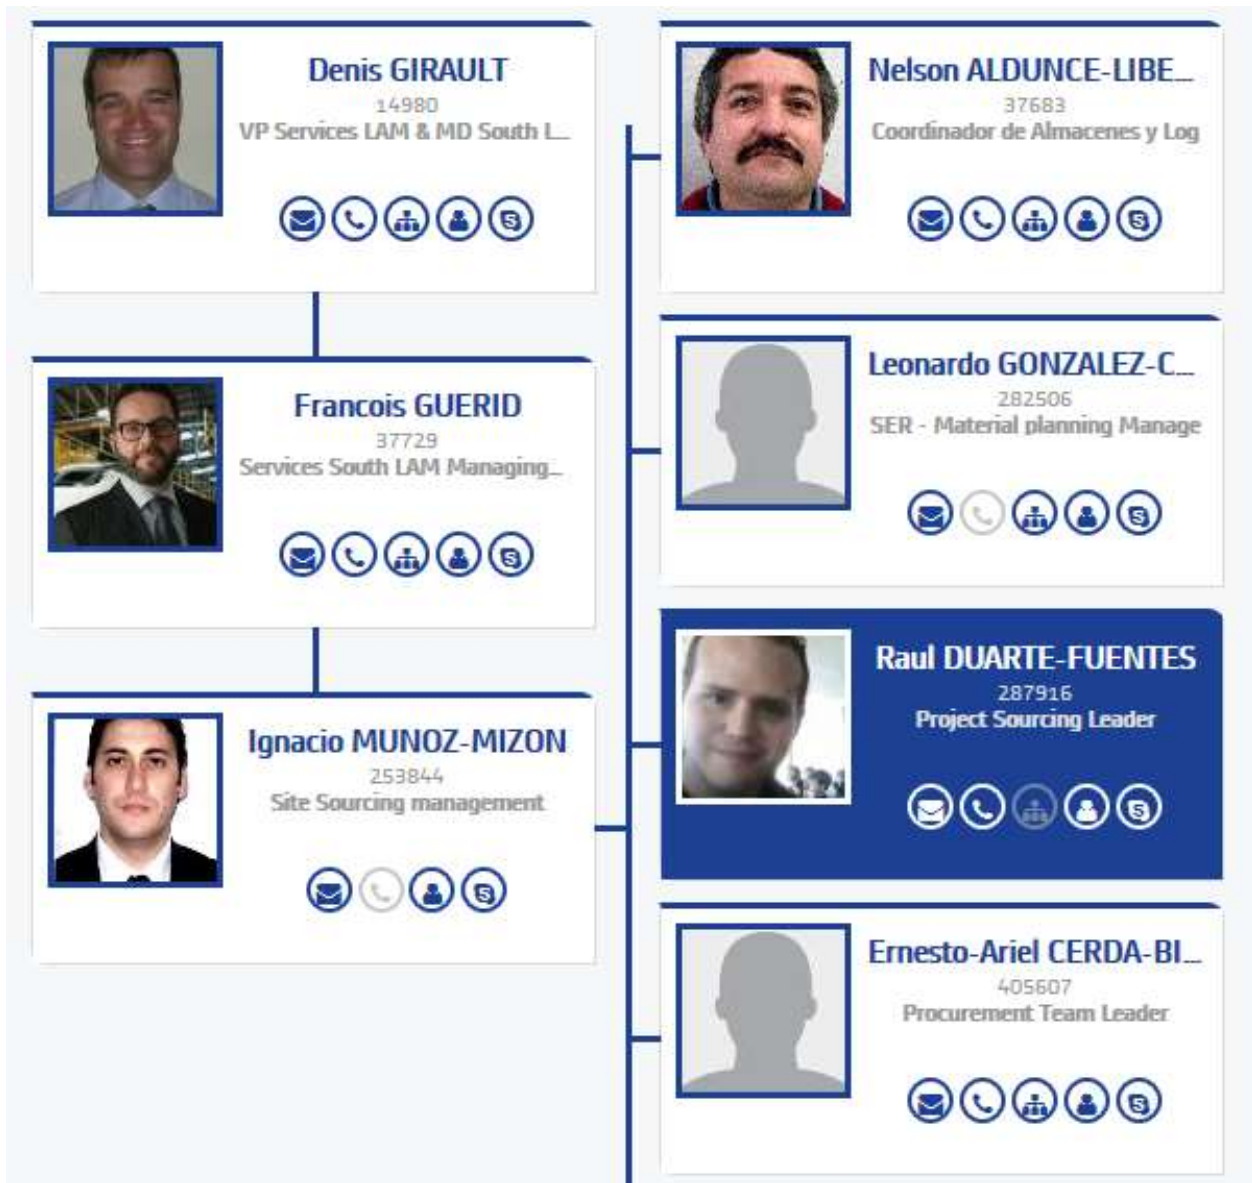 Denis GIRAULT
14980
VP Services LAM & MD South L...
Francois GUERID
37729
Services South LAM Managing...
Ignacio MUNOZ-MIZON
253844
Site Sourcing management
Nelson ALDUNCE-LIBE...
37683
Coordinador de Almacenes y Log
Leonardo GONZALEZ-C...
282506
SER - Material planning Manage
Raul DUARTE-FUENTES
287916
Project Sourcing Leader
Ernesto-Ariel CERDA-BI...
405607
Procurement Team Leader